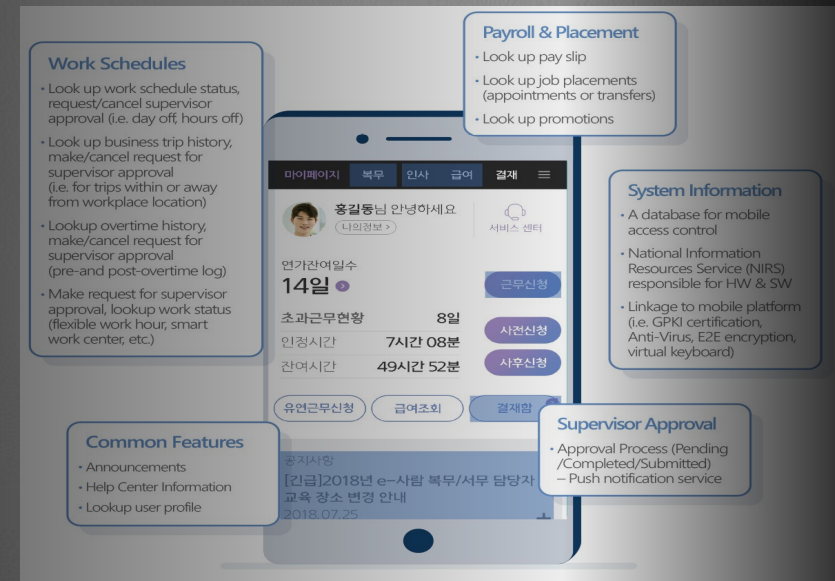 Payroll & Placement
• Look up pay slip
• Look up job placements
(appointments or transfers)
• Look up promotions
Work Schedules
• Look up work schedule status,
request/cancel supervisor
approval (i.e. day off, hours off)
• Look up business trip history,
make/cancel request for
supervisor approval
(i.e. for trips within or away
from workplace location)
• Lookup overtime history,
make/cancel request for
supervisor approval
(pre-and post-overtime log)
• Make request for supervisor
approval, lookup work status
(flexible work hour, smart
work center, etc.)
마이페이지 복무 인사 급여 결재
홍길동님 안녕하세요
나의정보 >
서비스 센터
연가잔여일수
14일
근무신청
초과근무현황 8일
인정시간 7시간 08분
잔여시간 49시간 52분
사전신청
사후신청
유연근무신청 급여조회 결재함
공지사항
[긴급]2018년 e-사람 복무/서무 담당자
교육 장소 변경 안내
2018.07.25
System Information
• A database for mobile
access control
• National Information
Resources Service (NIRS)
responsible for HW & SW
• Linkage to mobile platform
(i.e. GPKI certification,
Anti-Virus, E2E encryption,
virtual keyboard)
Common Features
• Announcements
• Help Center Information
• Lookup user profile
Supervisor Approval
• Approval Process (Pending
/Completed/Submitted)
– Push notification service